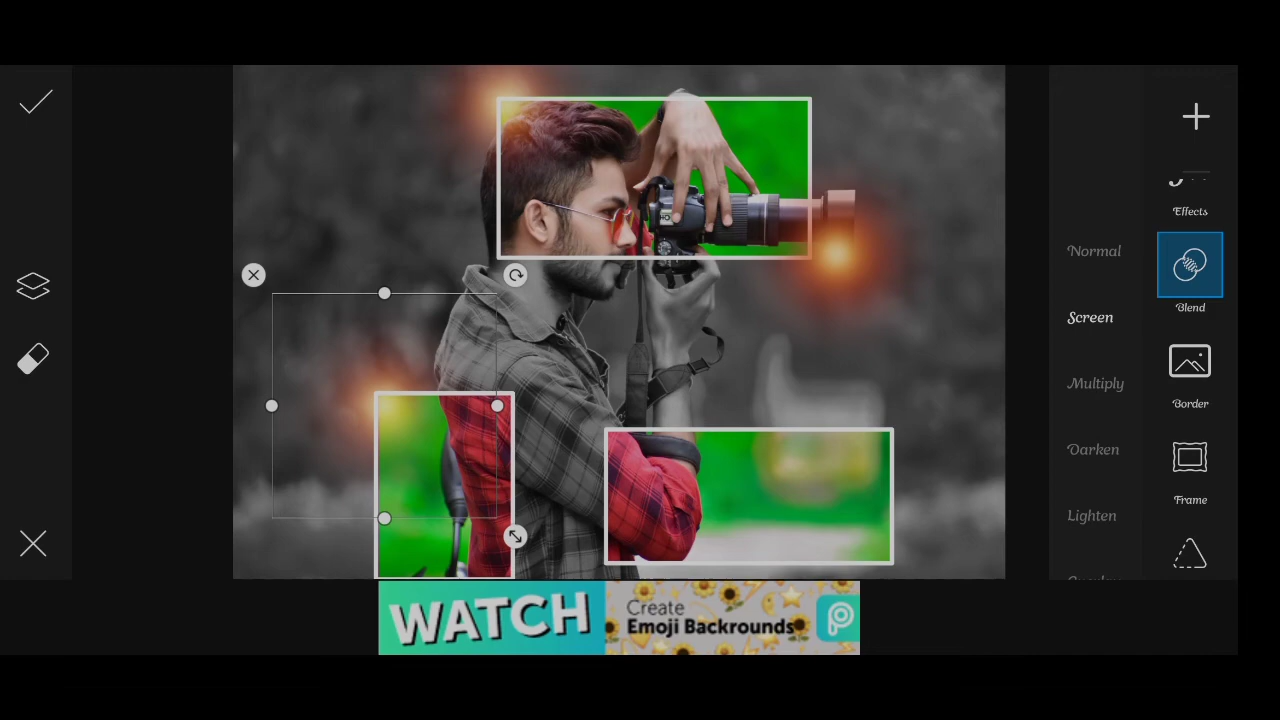 Effects
Normal
Blend
Screen
Multiply
Border
Darken
Frame
Lighten
WATCH
Create
Emoji Backrounds